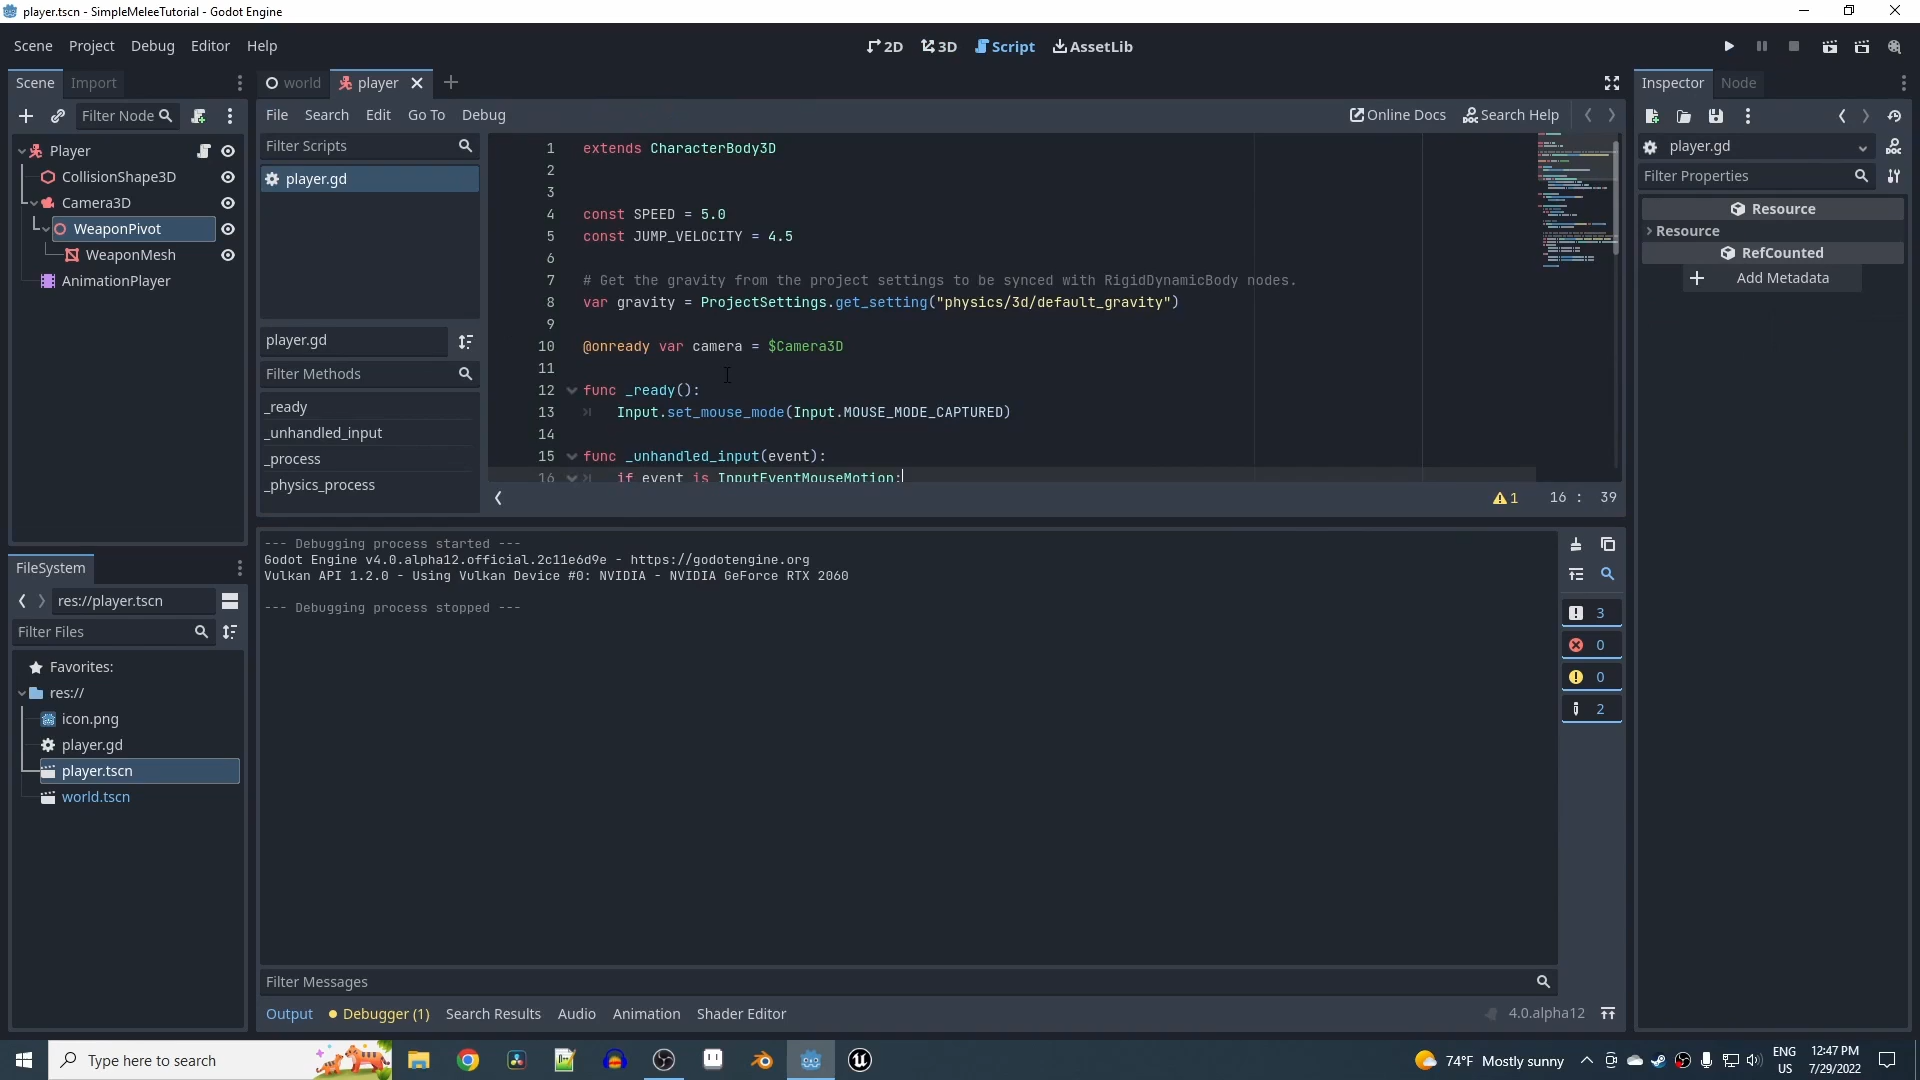 player.tscn - SimpleMeleeTutorial - Godot Engine
Scene Project Debug Editor Help
2D 3D Script AssetLib
Scene Import
world player
Inspector Node
Filter Node
File Search Edit Go To Debug
Online Docs Search Help
Player
CollisionShape3D
Camera3D
WeaponPivot
WeaponMesh
AnimationPlayer
Filter Scripts
player.gd
player.gd
Filter Methods
_ready
_unhandled_input
_process
_physics_process
1 extends CharacterBody3D
2
3
4 const SPEED = 5.0
5 const JUMP_VELOCITY = 4.5
6
7 # Get the gravity from the project settings to be synced with RigidDynamicBody nodes.
8 var gravity = ProjectSettings.get_setting("physics/3d/default_gravity")
9
10 @onready var camera = $Camera3D
11
12 func _ready():
13 Input.set_mouse_mode(Input.MOUSE_MODE_CAPTURED)
14
15 func _unhandled_input(event):
16 if event is InputEventMouseMotion:
1 16 : 39
player.gd
Filter Properties
Resource
Resource
RefCounted
Add Metadata
FileSystem
res://player.tscn
Filter Files
Favorites:
res://
icon.png
player.gd
player.tscn
world.tscn
--- Debugging process started ---
Godot Engine v4.0.alpha12.official.2c11e6d9e - https://godotengine.org
Vulkan API 1.2.0 - Using Vulkan Device #0: NVIDIA - NVIDIA GeForce RTX 2060
--- Debugging process stopped ---
3
0
0
2
Filter Messages
Output Debugger (1) Search Results Audio Animation Shader Editor
4.0.alpha12
Type here to search
74°F Mostly sunny
ENG
US
12:47 PM
7/29/2022